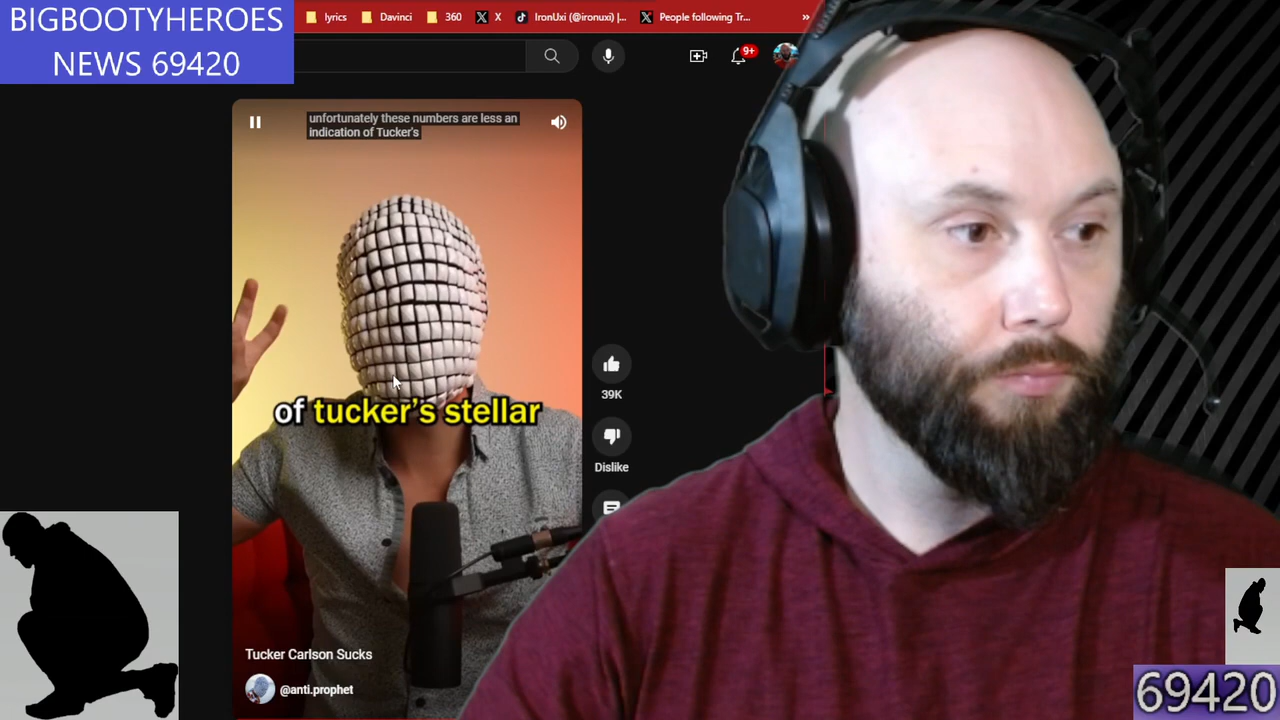 BIGBOOTYHEROES
NEWS 69420
lyrics
Davinci
360
X
IronUxi (@ironuxi) |...
People following Tr...
»
9+
unfortunately these numbers are less an
indication of Tucker's
of tucker's stellar
39K
Dislike
Tucker Carlson Sucks
@anti.prophet
69420